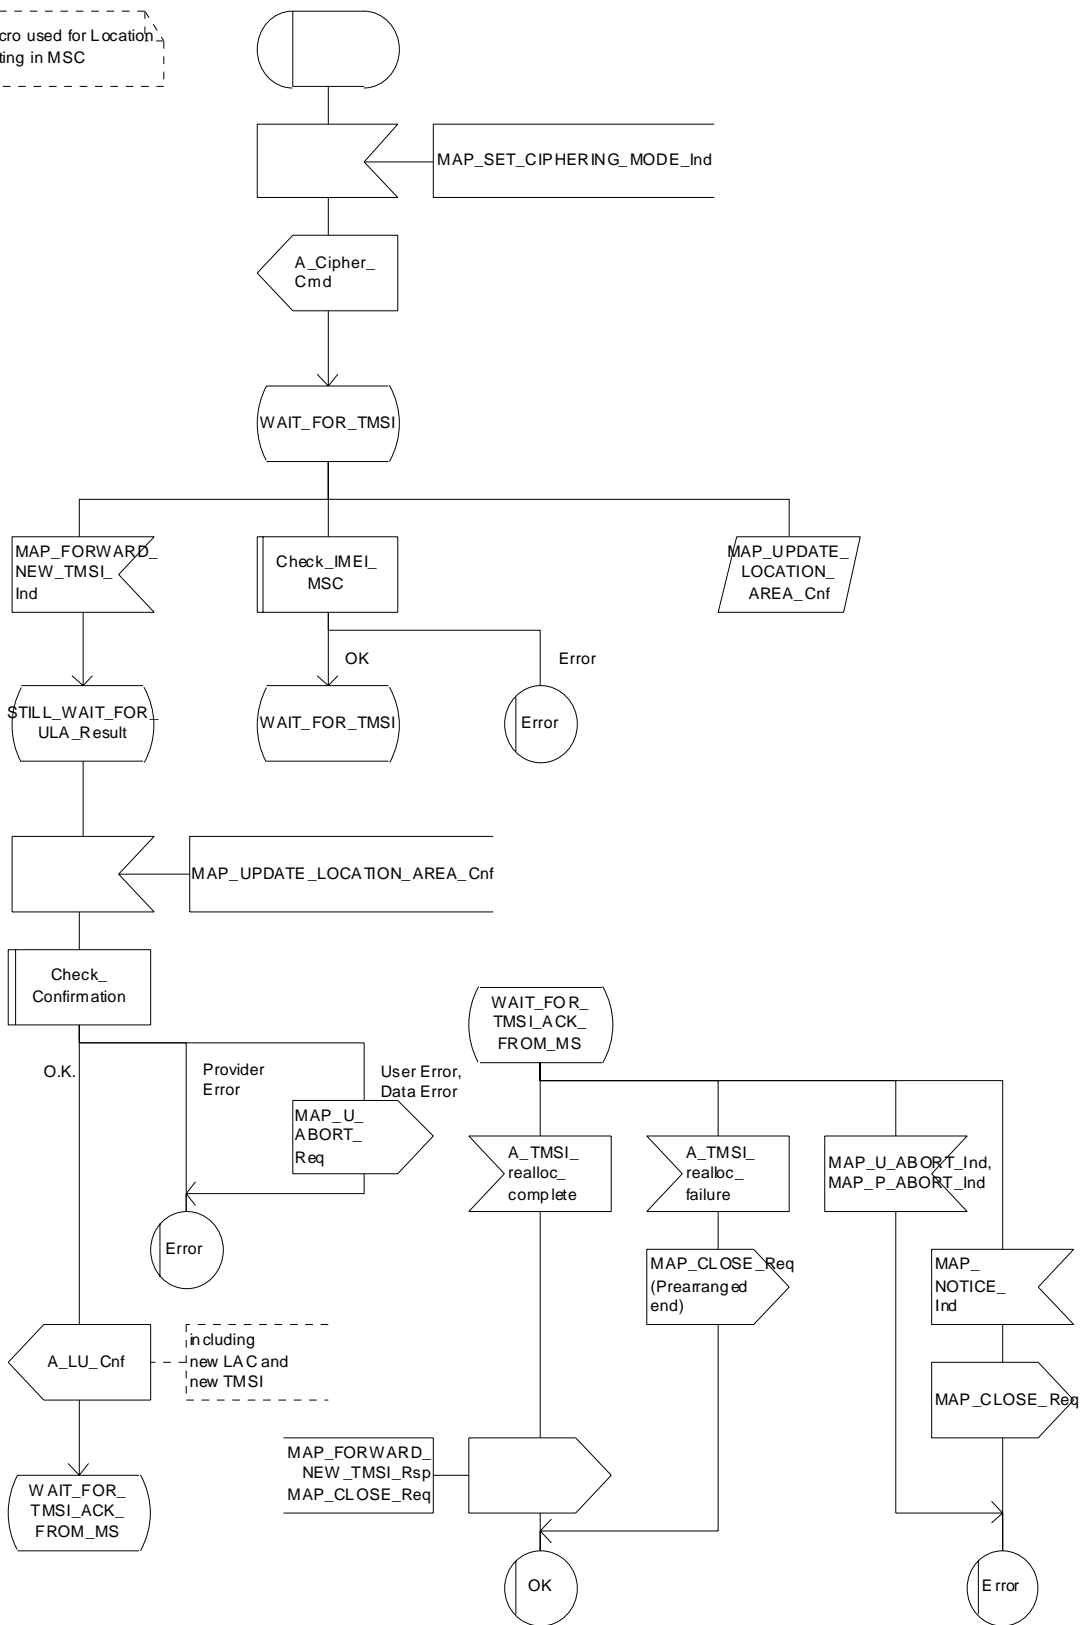 cro used for Location
ting in MSC
MAP_SET_CIPHERING_MODE_Ind
A_Cipher_
Cmd
WAIT_FOR_TMSI
MAP_FORWARD_
NEW_TMSI_
Ind
Check_IMEI_
MSC
MAP_UPDATE_
LOCATION_
AREA_Cnf
OK
Error
STILL_WAIT_FOR_
ULA_Result
WAIT_FOR_TMSI
Error
MAP_UPDATE_LOCATION_AREA_Cnf
Check_
Confirmation
O.K.
Provider
Error
User Error,
Data Error
MAP_U_
ABORT_
Req
Error
A_LU_Cnf
including
new LAC and
new TMSI
WAIT_FOR_
TMSI_ACK_
FROM_MS
WAIT_FOR_
TMSI_ACK_
FROM_MS
A_TMSI_
realloc_
complete
A_TMSI_
realloc_
failure
MAP_U_ABORT_Ind,
MAP_P_ABORT_Ind
MAP_CLOSE_Req
(Prearranged
end)
MAP_
NOTICE_
Ind
MAP_CLOSE_Req
MAP_FORWARD_
NEW_TMSI_Rsp
MAP_CLOSE_Req
OK
Error